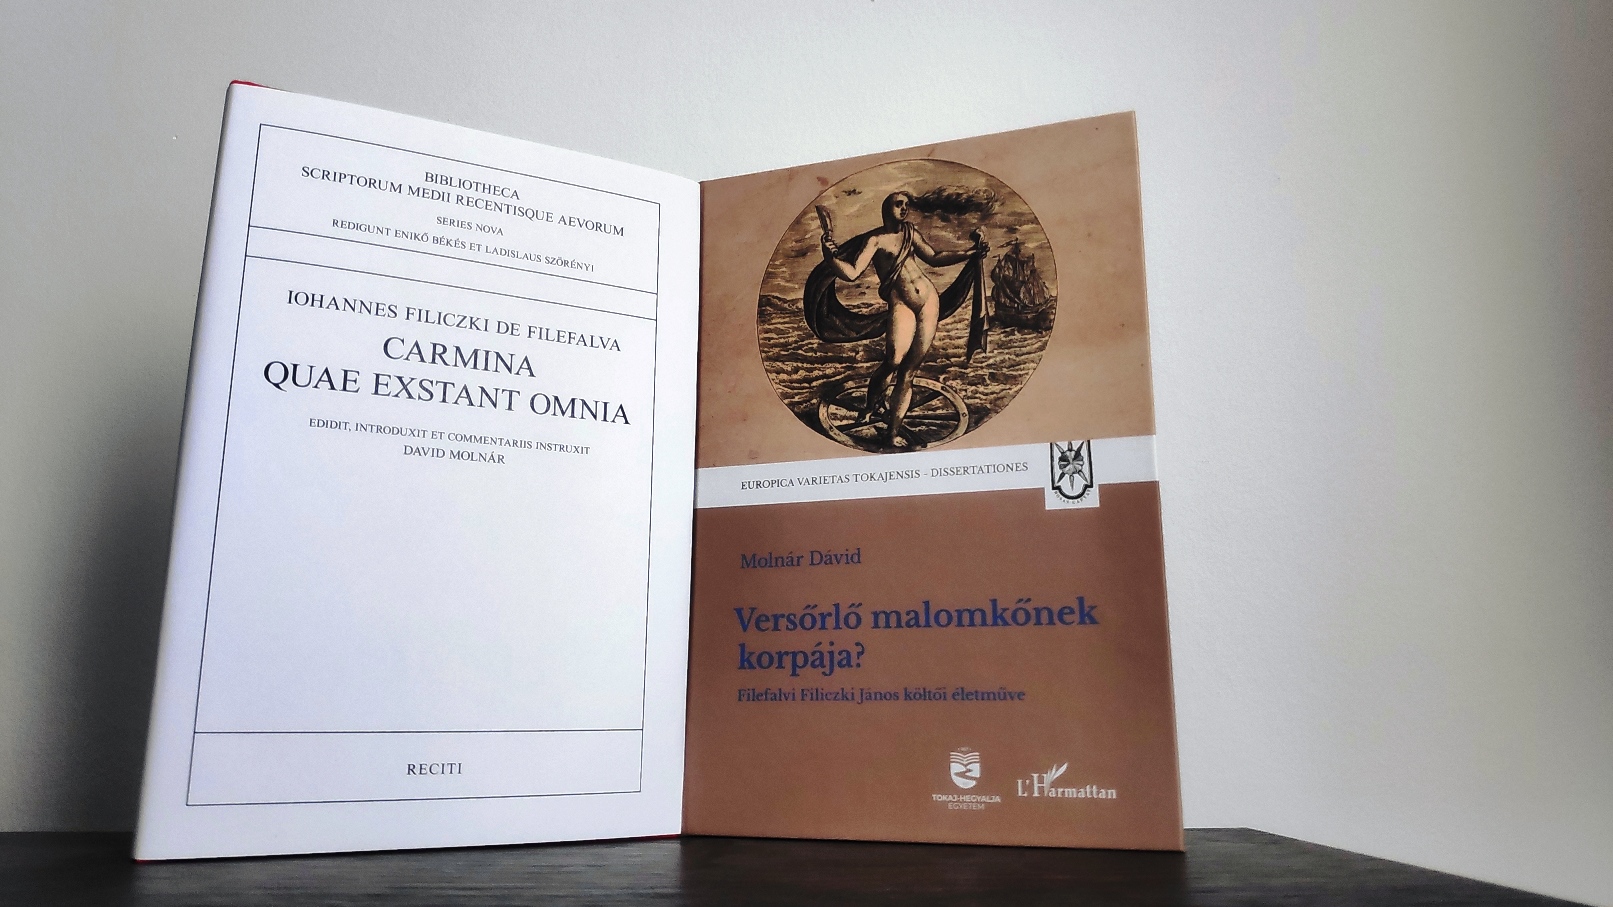 BIBLIOTHECA
SCRIPTORUM MEDII RECENTISQUE AEVORUM
SERIES NOVA
REDIGUNT ENIKŐ BÉKÉS ET LADISLAUS SZÖRÉNYI
IOHANNES FILICZKI DE FILEFALVA
CARMINA
QUAE EXSTANT OMNIA
EDIDIT, INTRODUXIT ET COMMENTARIIS INSTRUXIT
DAVID MOLNÁR
RECITI
EUROPICA VARIETAS TOKAJENSIS – DISSERTATIONES
Molnár Dávid
Versőrlő malomkőnek
korpája?
Filefalvi Filiczki János költői életműve
TOKAJ-HEGYALJA
EGYETEM
L'Harmattan